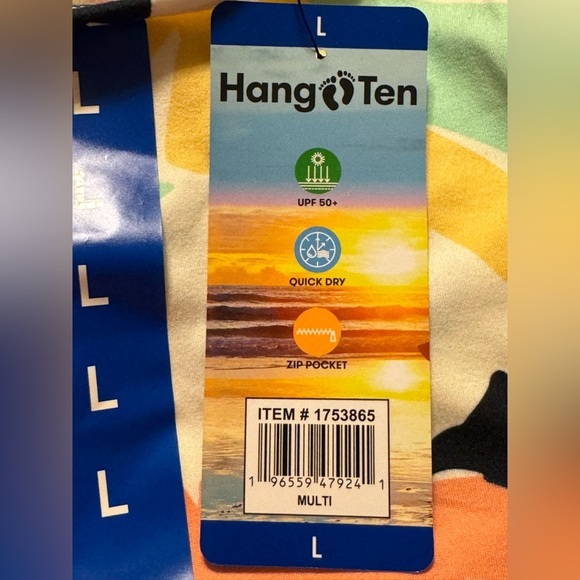 L
Hang Ten
UPF 50+
QUICK DRY
ZIP POCKET
ITEM # 1753865
1 96559 47924 1
MULTI
L
L
L
L
L